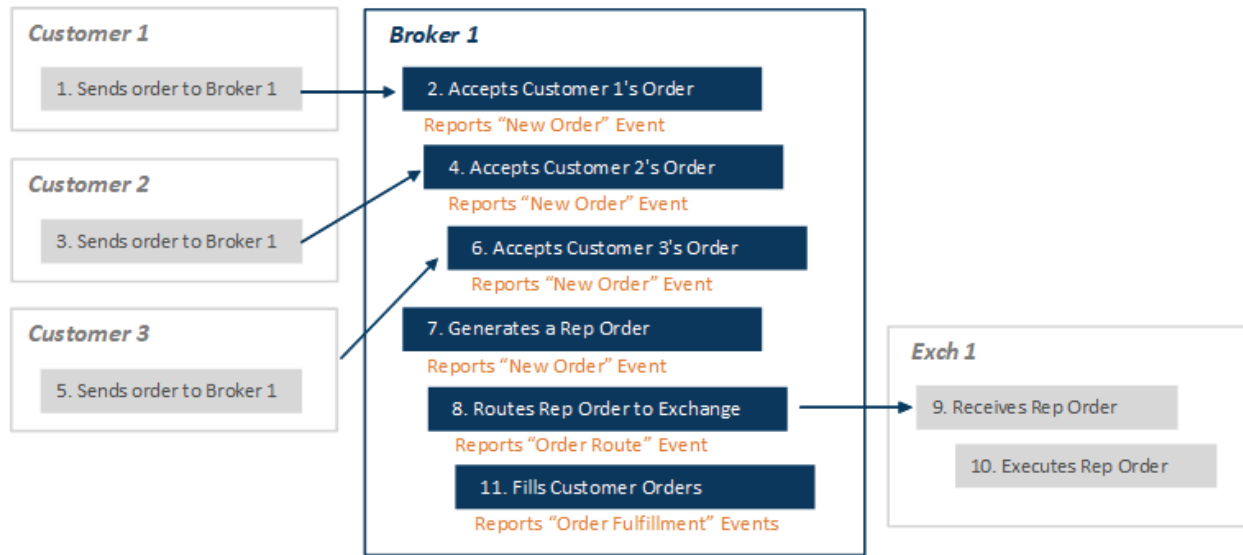 Customer 1
1. Sends order to Broker 1
Customer 2
3. Sends order to Broker 1
Customer 3
5. Sends order to Broker 1
Broker 1
2. Accepts Customer 1's Order
Reports “New Order” Event
4. Accepts Customer 2's Order
Reports “New Order” Event
6. Accepts Customer 3's Order
Reports “New Order” Event
7. Generates a Rep Order
Reports “New Order” Event
8. Routes Rep Order to Exchange
Reports “Order Route” Event
11. Fills Customer Orders
Reports “Order Fulfillment” Events
Exch 1
9. Receives Rep Order
10. Executes Rep Order